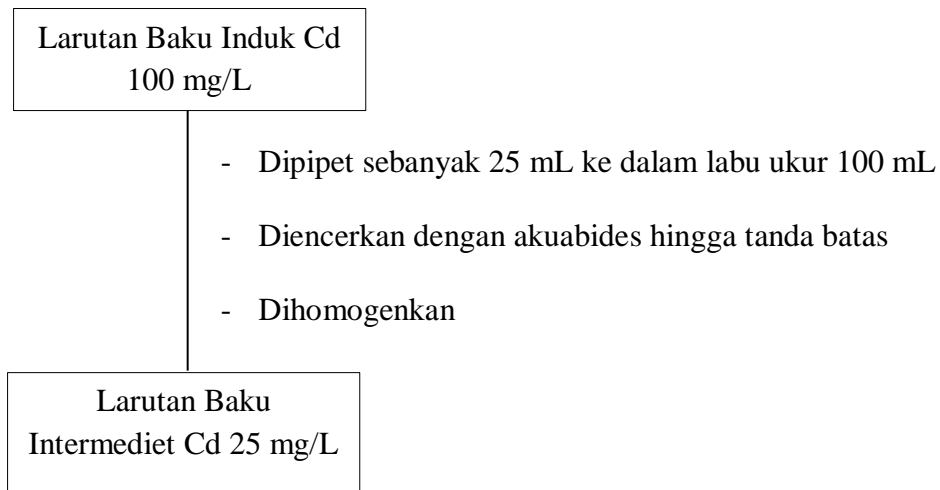 Larutan Baku Induk Cd
100 mg/L
- Dipipet sebanyak 25 mL ke dalam labu ukur 100 mL
- Diencerkan dengan akuabides hingga tanda batas
- Dihomogenkan
Larutan Baku
Intermediet Cd 25 mg/L